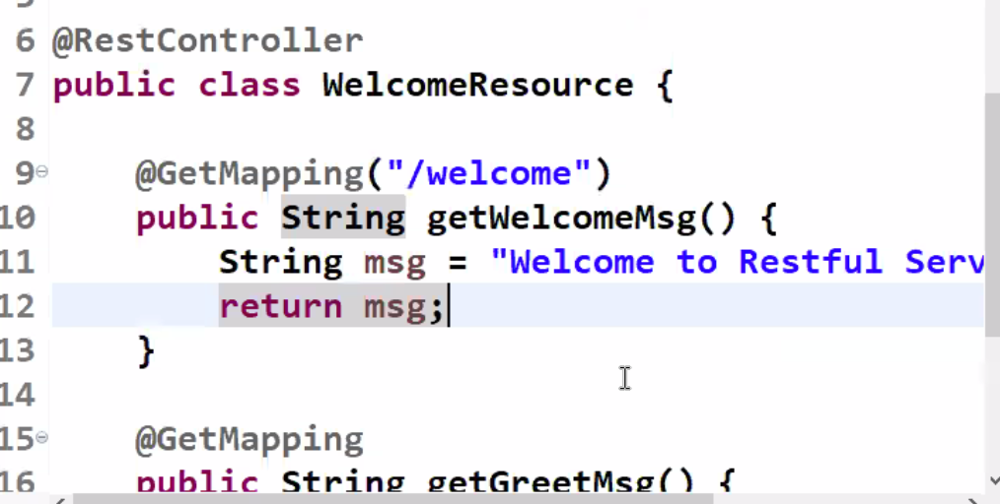 6 @RestController
7 public class WelcomeResource {
8
9 @GetMapping("/welcome")
10 public String getWelcomeMsg() {
11 String msg = "Welcome to Restful Serv
12 return msg;
13 }
14
15 @GetMapping
16 public String getGreetMsg() {